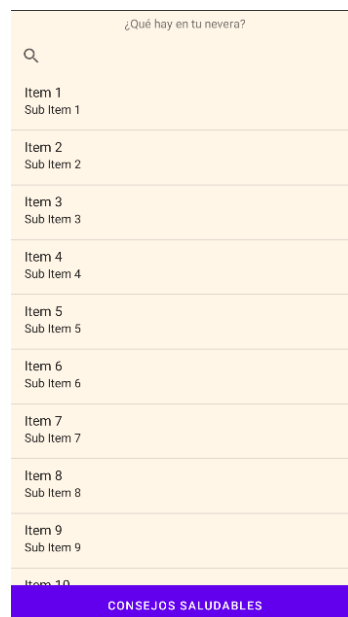 ¿Qué hay en tu nevera?
Item 1
Sub Item 1
Item 2
Sub Item 2
Item 3
Sub Item 3
Item 4
Sub Item 4
Item 5
Sub Item 5
Item 6
Sub Item 6
Item 7
Sub Item 7
Item 8
Sub Item 8
Item 9
Sub Item 9
Item 10
CONSEJOS SALUDABLES